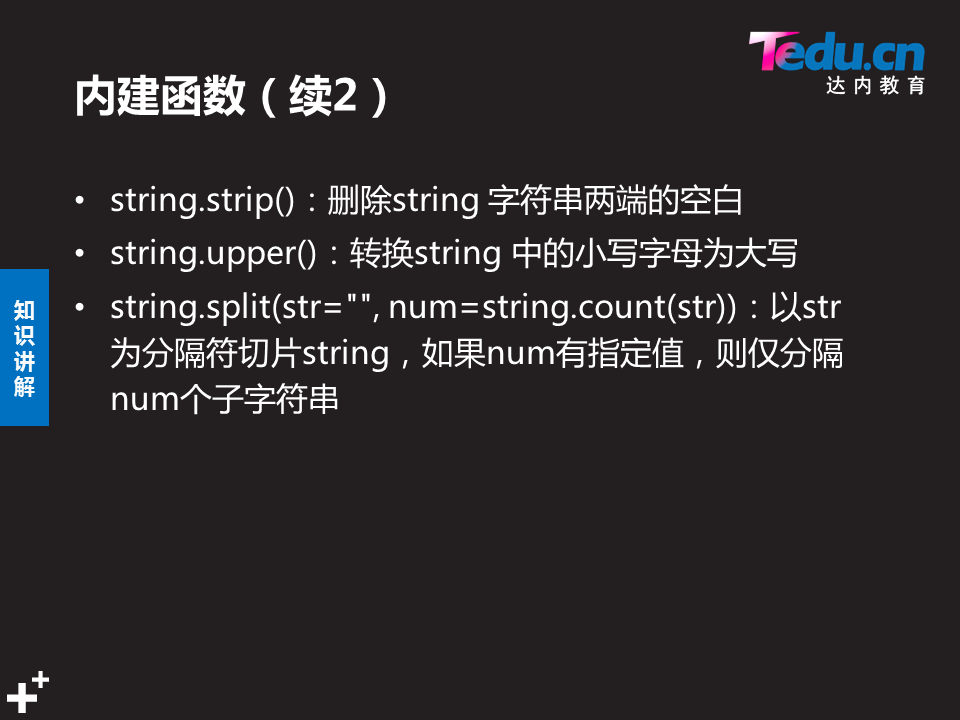 Tedu.cn
达内教育
内建函数（续2）
• string.strip()：删除string 字符串两端的空白
• string.upper()：转换string 中的小写字母为大写
• string.split(str="", num=string.count(str))：以str
为分隔符切片string，如果num有指定值，则仅分隔
num个子字符串
知
识
讲
解